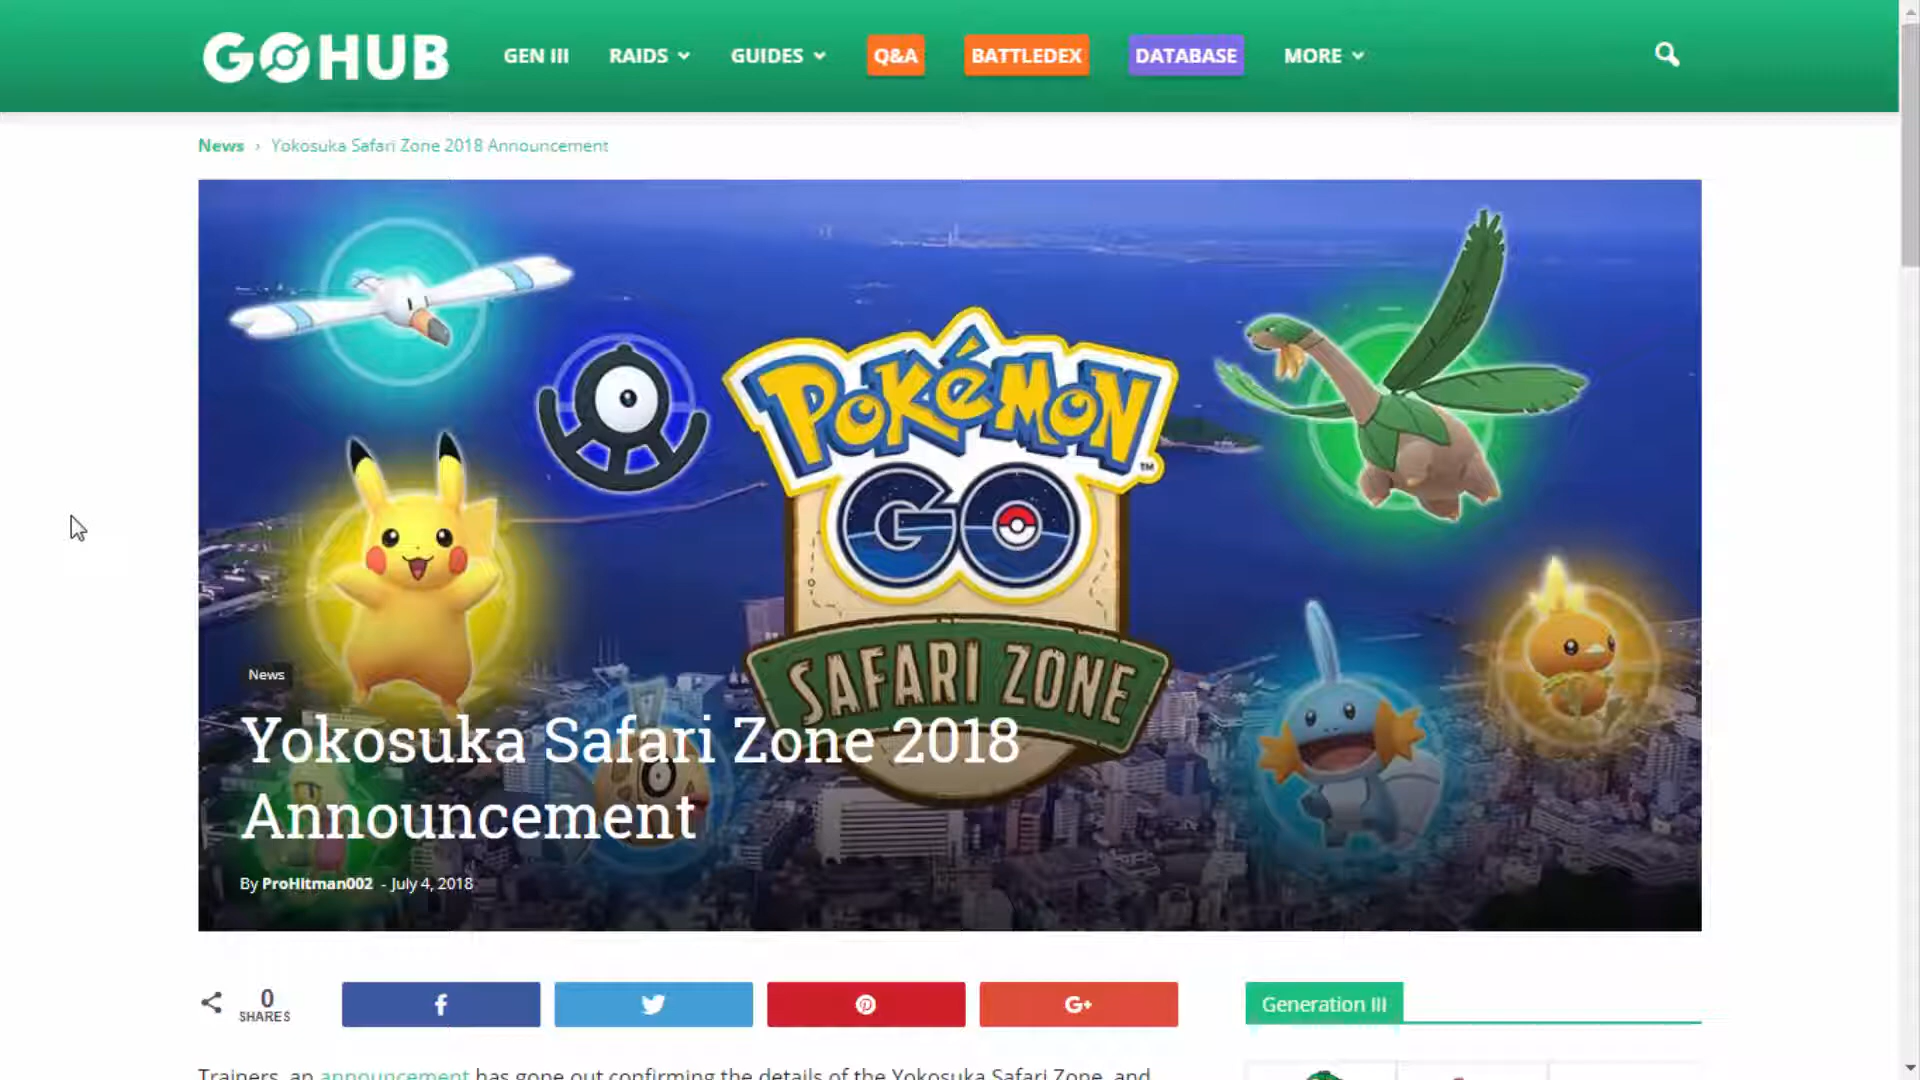 GOHUB GEN III RAIDS GUIDES Q&A BATTLEDEX DATABASE MORE
News › Yokosuka Safari Zone 2018 Announcement
POKéMON
TM
GO
SAFARI ZONE
News
Yokosuka Safari Zone 2018
Announcement
By ProHitman002 - July 4, 2018
0
SHARES
f
G+
Generation III
Trainers, an announcement has gone out confirming the details of the Yokosuka Safari Zone, and